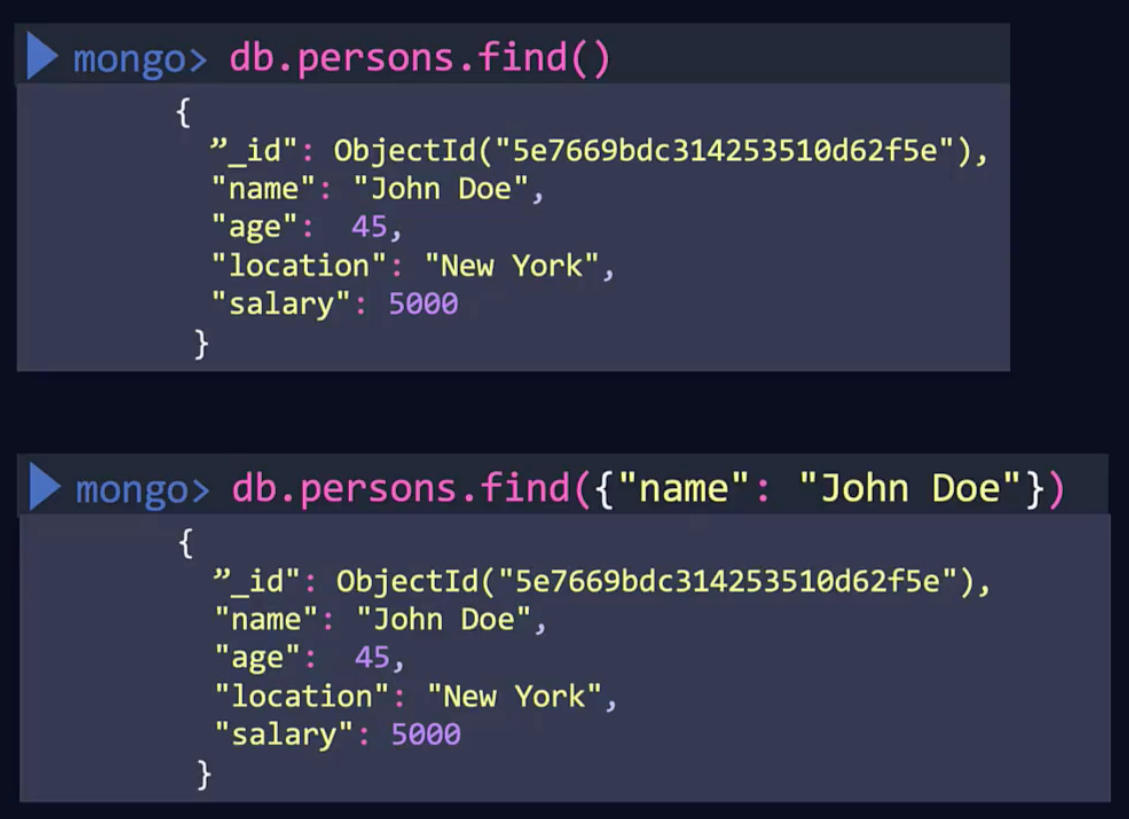 mongo> db.persons.find()
{
”_id": ObjectId("5e7669bdc314253510d62f5e"),
"name": "John Doe",
"age":  45,
"location": "New York",
"salary": 5000
}
mongo> db.persons.find({"name": "John Doe"})
{
”_id": ObjectId("5e7669bdc314253510d62f5e"),
"name": "John Doe",
"age":  45,
"location": "New York",
"salary": 5000
}